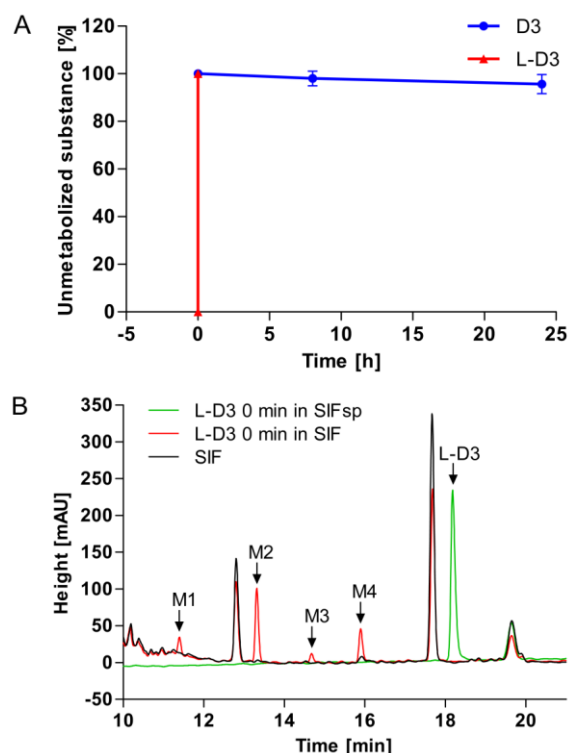 A
Unmetabolized substance [%]
120
100
80
60
40
20
0
-5 0 5 10 15 20 25
Time [h]
D3
L-D3
B
Height [mAU]
350
300
250
200
150
100
50
0
-50
10 12 14 16 18 20
Time [min]
L-D3 0 min in SIFsp
L-D3 0 min in SIF
SIF
L-D3
M1
M2
M3
M4